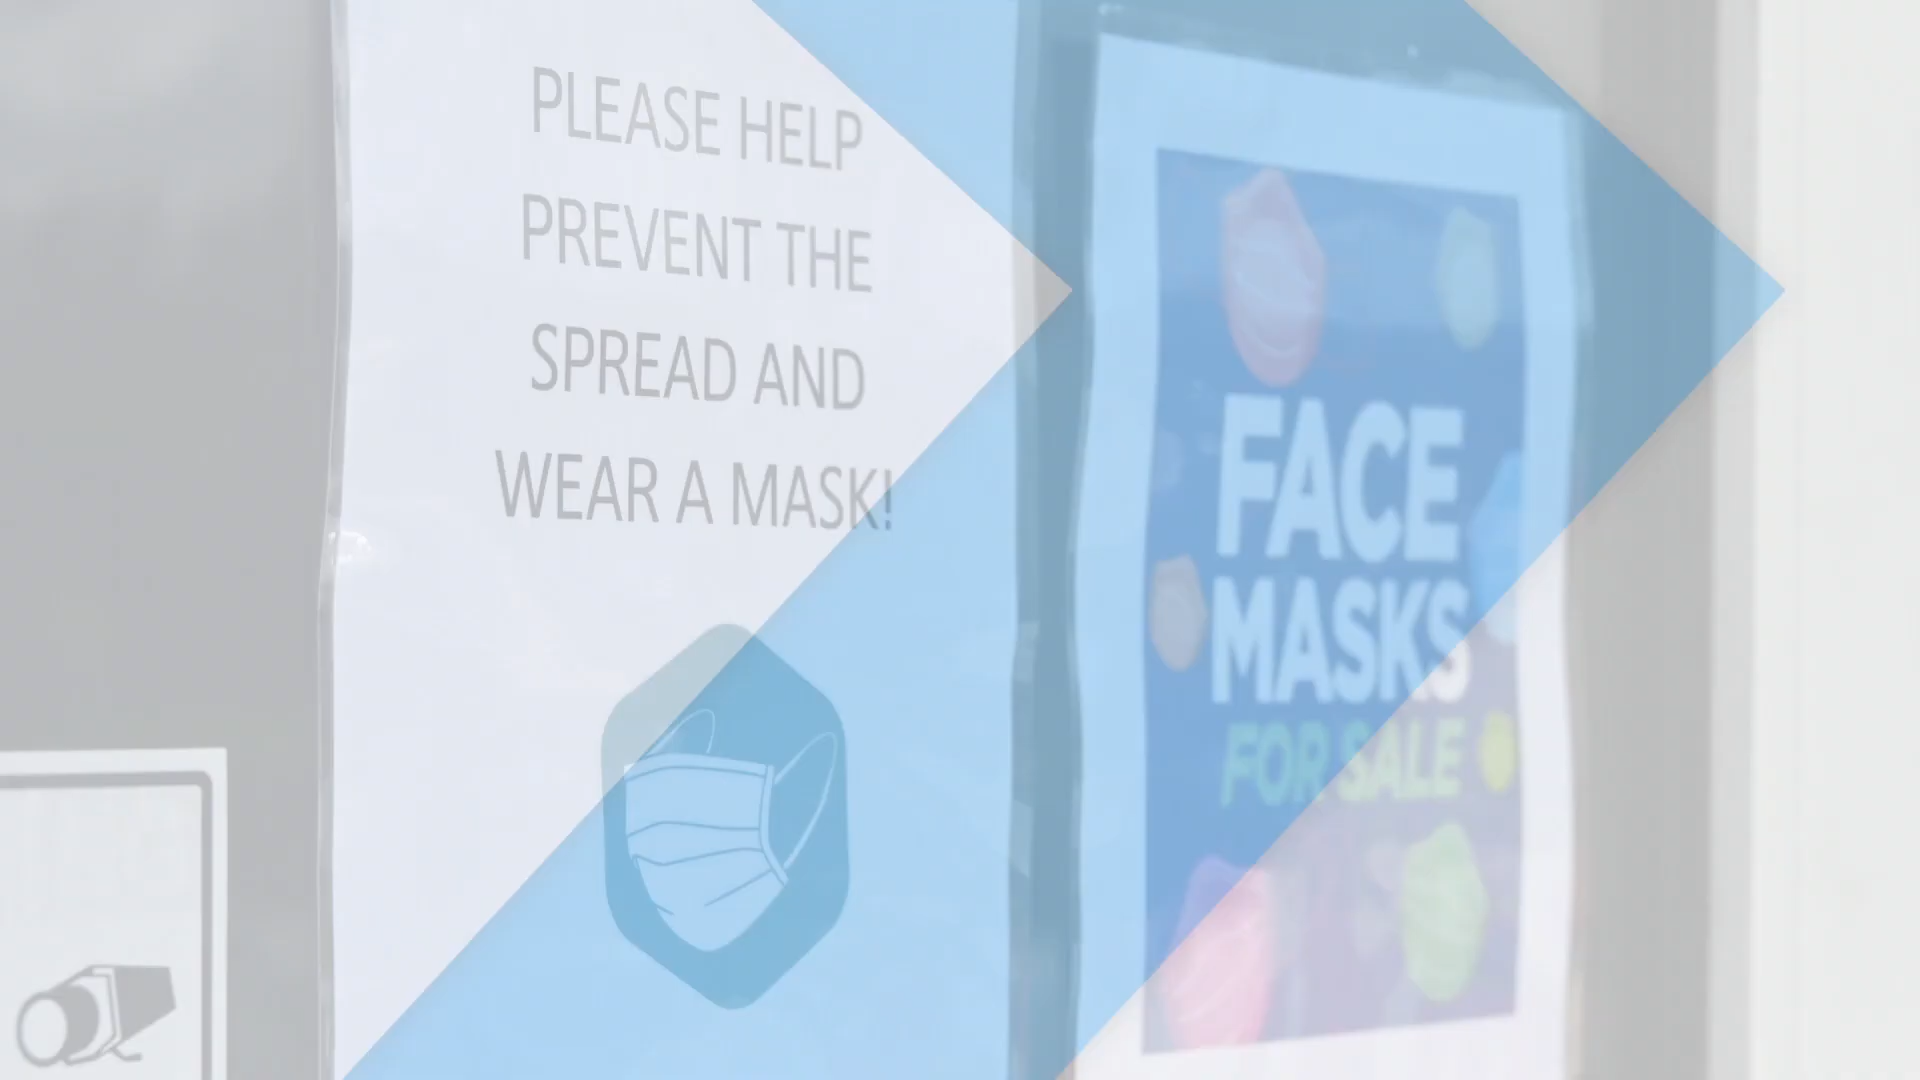 PLEASE HELP
PREVENT THE
SPREAD AND
WEAR A MASK!
FACE
MASKS
FOR SALE